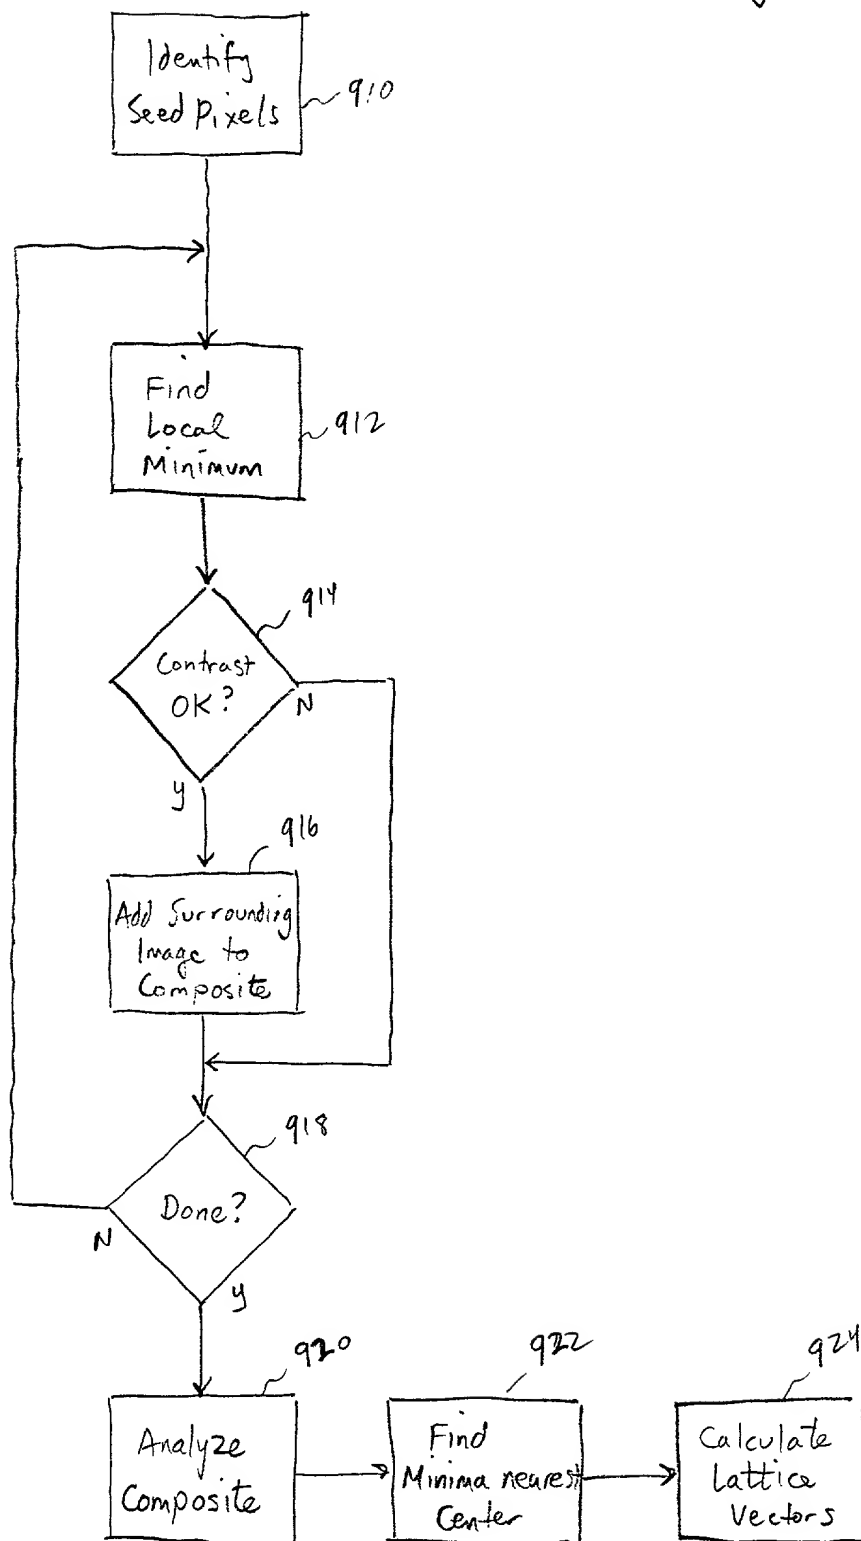 Identify
Seed Pixels
910
Find
Local
Minimum
912
914
Contrast
OK?
N
Y
916
Add Surrounding
Image to
Composite
918
Done?
N
Y
920
Analyze
Composite
922
Find
Minima nearest
Center
924
Calculate
Lattice
Vectors